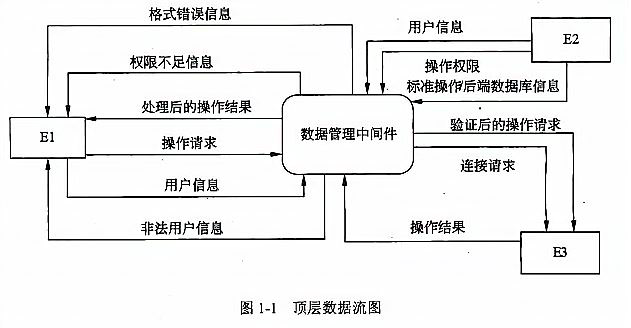 格式错误信息
用户信息
E2
权限不足信息
操作权限
标准操作/后端数据库信息
处理后的操作结果
E1
数据管理中间件
验证后的操作请求
操作请求
连接请求
用户信息
非法用户信息
操作结果
E3
图 1-1 顶层数据流图